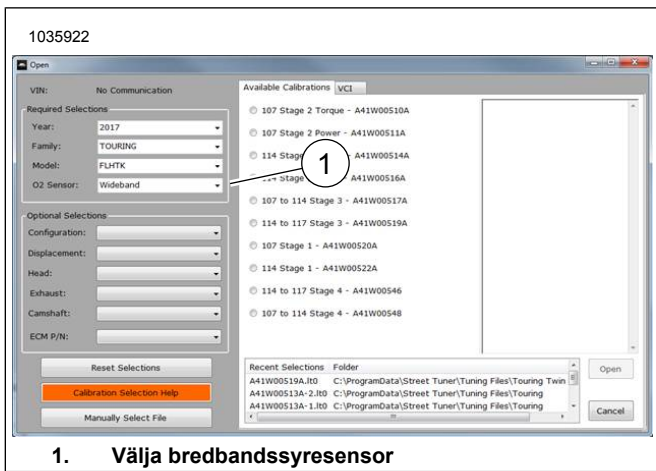 1035922
Open
VIN: No Communication
Required Selections
Year: 2017
Family: TOURING
Model: FLHTK
O2 Sensor: Wideband
Optional Selections
Configuration:
Displacement:
Head:
Exhaust:
Camshaft:
ECM P/N:
Reset Selections
Calibration Selection Help
Manually Select File
Available Calibrations VCI
107 Stage 2 Torque - A41W00510A
107 Stage 2 Power - A41W00511A
114 Stage A41W00514A
Stage A41W00516A
107 to 114 Stage 3 - A41W00517A
114 to 117 Stage 3 - A41W00519A
107 Stage 1 - A41W00520A
114 Stage 1 - A41W00522A
114 to 117 Stage 4 - A41W00546
107 to 114 Stage 4 - A41W00548
1
Recent Selections Folder
A41W00519A.lt0 C:\ProgramData\Street Tuner\Tuning Files\Touring Twin
A41W00513A-2.lt0 C:\ProgramData\Street Tuner\Tuning Files\Touring
A41W00513A-1.lt0 C:\ProgramData\Street Tuner\Tuning Files\Touring
Open
Cancel
1. Välja bredbandssyresensor